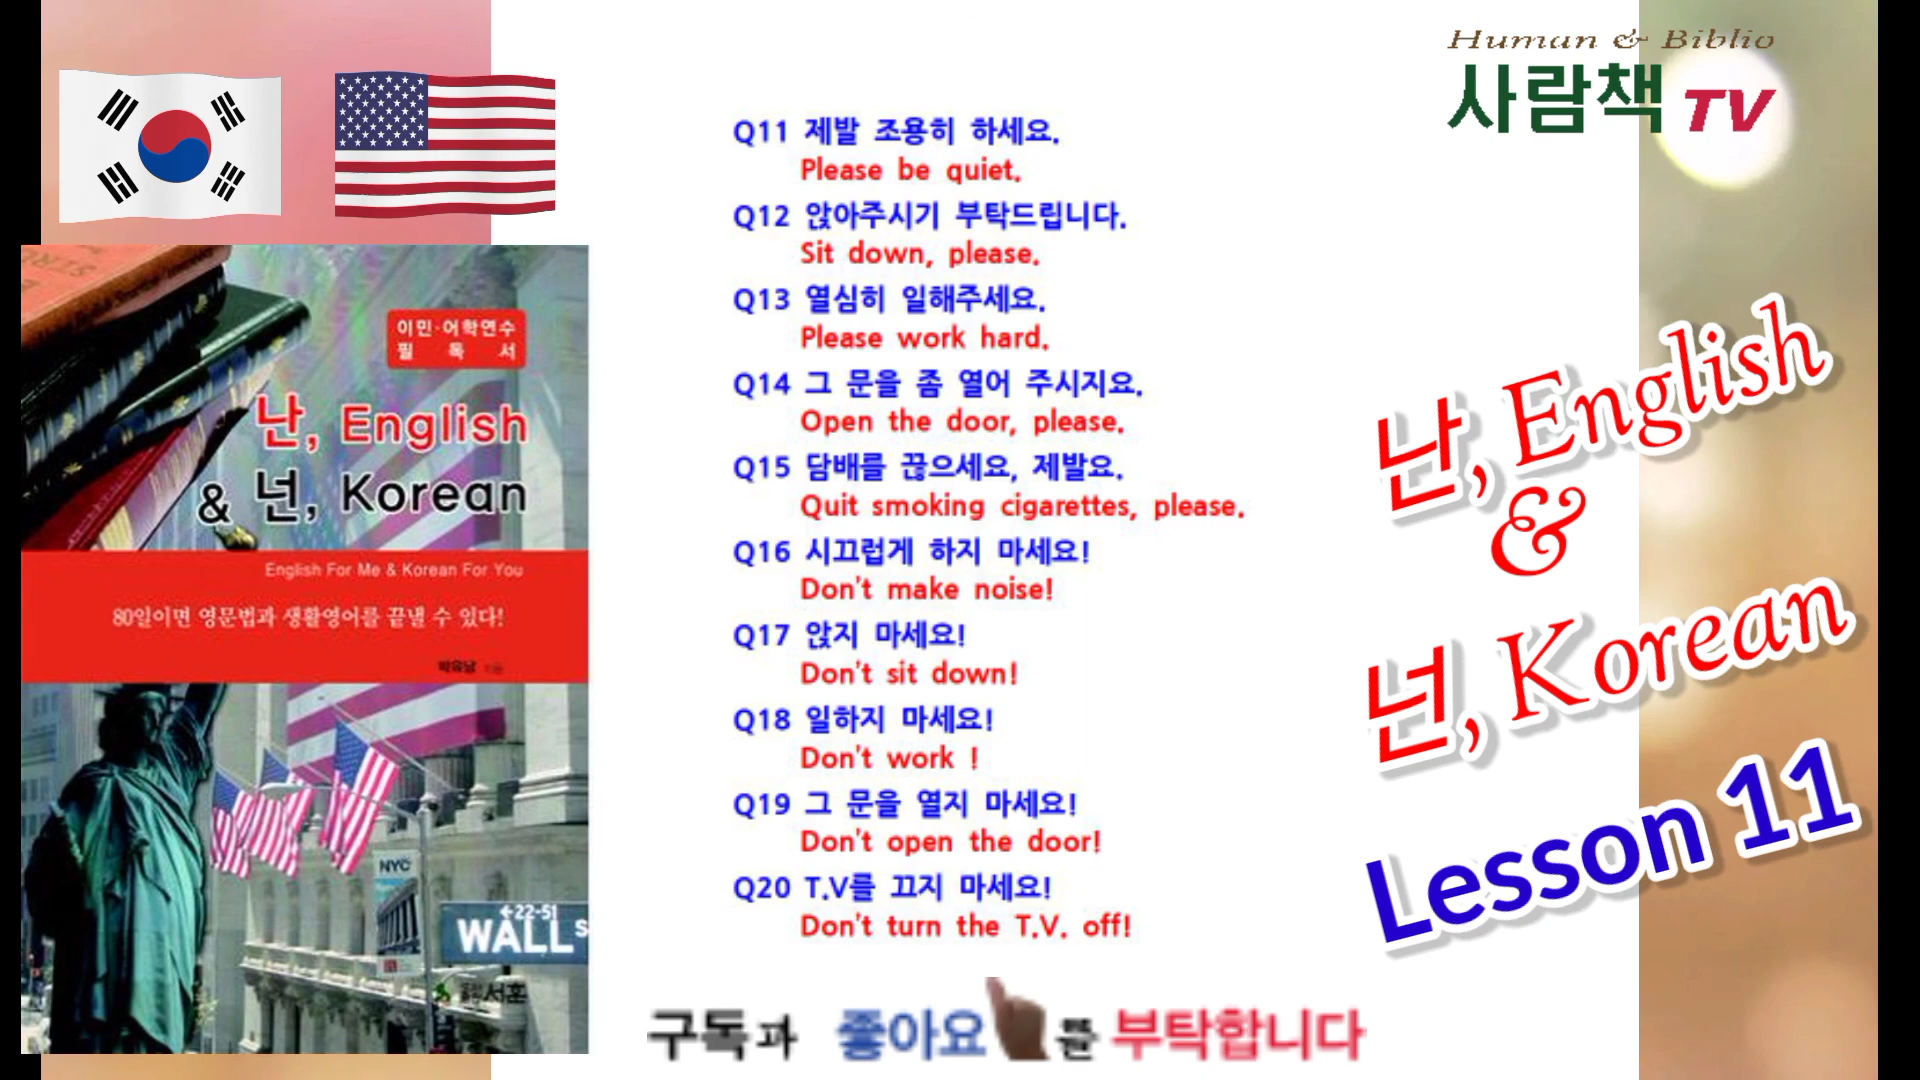 Human & Biblio
사람책 TV
이민·어학연수
필 독 서
난, English
& 넌, Korean
English For Me & Korean For You
80일이면 영문법과 생활영어를 끝낼 수 있다!
NYC
←22-51
WALL S
서훈
Q11 제발 조용히 하세요.
Please be quiet.
Q12 앉아주시기 부탁드립니다.
Sit down, please.
Q13 열심히 일해주세요.
Please work hard.
Q14 그 문을 좀 열어 주시지요.
Open the door, please.
Q15 담배를 끊으세요, 제발요.
Quit smoking cigarettes, please.
Q16 시끄럽게 하지 마세요!
Don't make noise!
Q17 앉지 마세요!
Don't sit down!
Q18 일하지 마세요!
Don't work !
Q19 그 문을 열지 마세요!
Don't open the door!
Q20 T.V를 끄지 마세요!
Don't turn the T.V. off!
난, English
&
넌, Korean
Lesson 11
구독과 좋아요를 부탁합니다